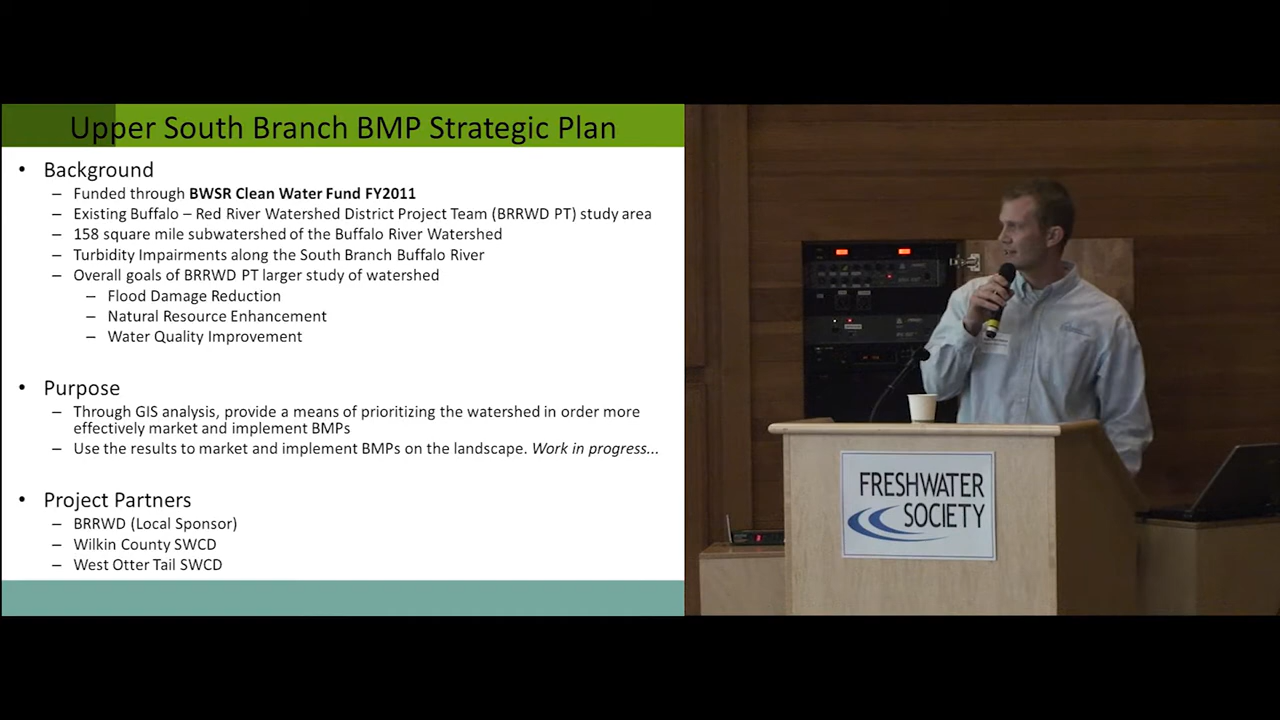 Upper South Branch BMP Strategic Plan
• Background
– Funded through BWSR Clean Water Fund FY2011
– Existing Buffalo – Red River Watershed District Project Team (BRRWD PT) study area
– 158 square mile subwatershed of the Buffalo River Watershed
– Turbidity Impairments along the South Branch Buffalo River
– Overall goals of BRRWD PT larger study of watershed
– Flood Damage Reduction
– Natural Resource Enhancement
– Water Quality Improvement
• Purpose
– Through GIS analysis, provide a means of prioritizing the watershed in order more
effectively market and implement BMPs
– Use the results to market and implement BMPs on the landscape. Work in progress...
• Project Partners
– BRRWD (Local Sponsor)
– Wilkin County SWCD
– West Otter Tail SWCD
FRESHWATER
SOCIETY